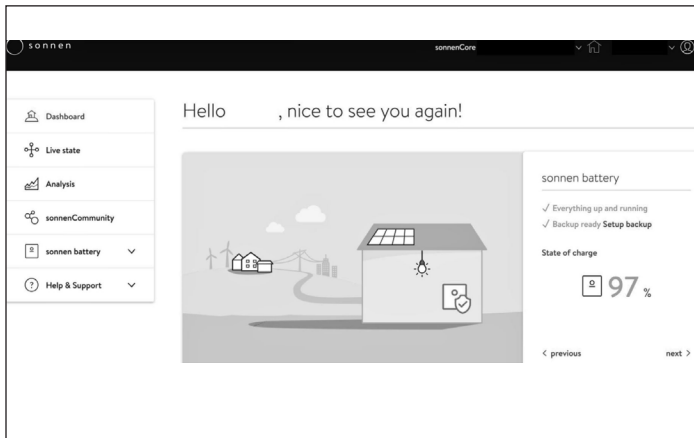 sonnen
sonnenCore
Dashboard
Live state
Analysis
sonnenCommunity
sonnen battery
Help & Support
Hello , nice to see you again!
sonnen battery
Everything up and running
Backup ready Setup backup
State of charge
97 %
< previous next >